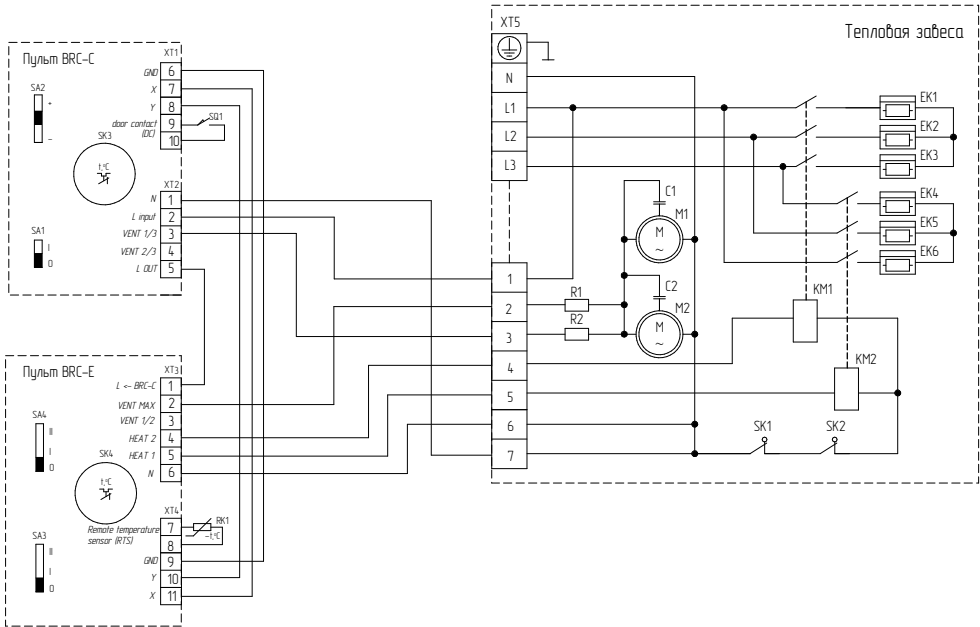 Пульт BRC-C
XT1
GND 6
X 7
Y 8
door contact 9
(DC) 10
SQ1
SA2
+
-
SK3
t,°C
XT2
N 1
L input 2
VENT 1/3 3
VENT 2/3 4
L OUT 5
SA1
I
0
Пульт BRC-E
XT3
L <- BRC-C 1
VENT MAX 2
VENT 1/2 3
HEAT 2 4
HEAT 1 5
N 6
SA4
II
I
0
SK4
t,°C
XT4
Remote temperature 7
sensor (RTS) 8
RK1
-t,°C
GND 9
Y 10
X 11
SA3
II
I
0
Тепловая завеса
XT5
N
L1
L2
L3
1
2
3
4
5
6
7
EK1
EK2
EK3
EK4
EK5
EK6
C1
M1
M
~
C2
M2
M
~
R1
R2
KM1
KM2
SK1
SK2